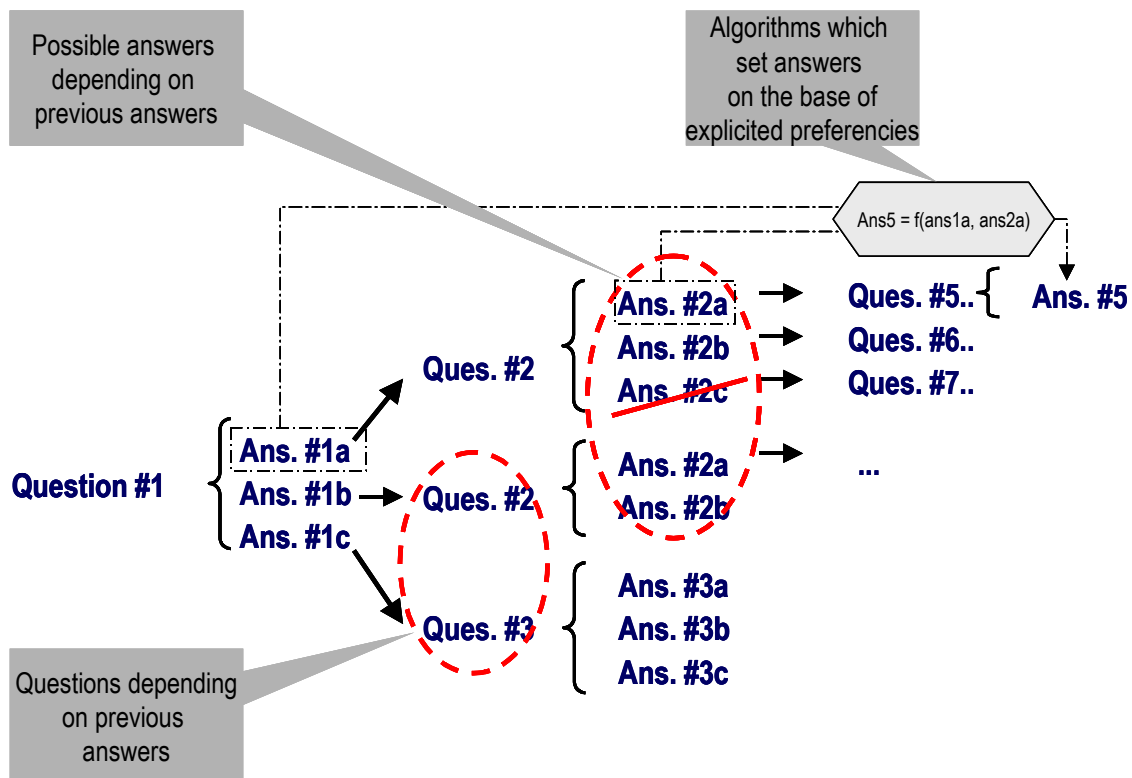 Possible answers
depending on
previous answers
Algorithms which
set answers
on the base of
explicited preferencies
Ans5 = f(ans1a, ans2a)
Ans. #2a
Ques. #5..
Ans. #5
Ans. #2b
Ques. #6..
Ques. #2
Ans. #2c
Ques. #7..
Ans. #1a
Ans. #2a
...
Question #1
Ans. #1b
Ques. #2
Ans. #2b
Ans. #1c
Ans. #3a
Ques. #3
Ans. #3b
Ans. #3c
Questions depending
on previous
answers